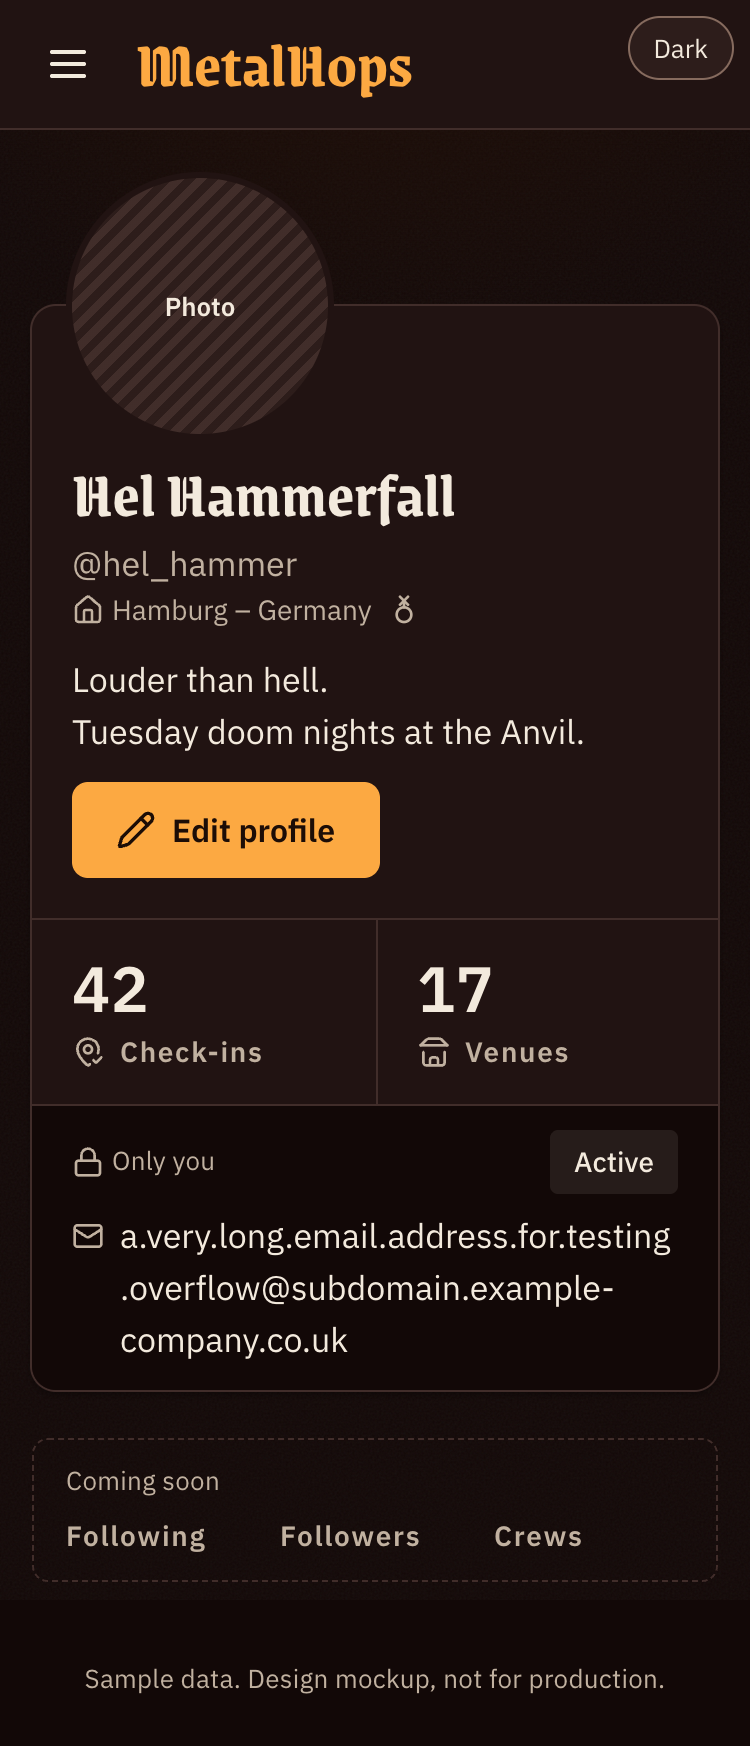 MetalHops
Dark
Photo
Hel Hammerfall
@hel_hammer
Hamburg – Germany
Louder than hell.
Tuesday doom nights at the Anvil.
Edit profile
42
Check-ins
17
Venues
Only you
Active
a.very.long.email.address.for.testing
.overflow@subdomain.example-
company.co.uk
Coming soon
Following Followers Crews
Sample data. Design mockup, not for production.